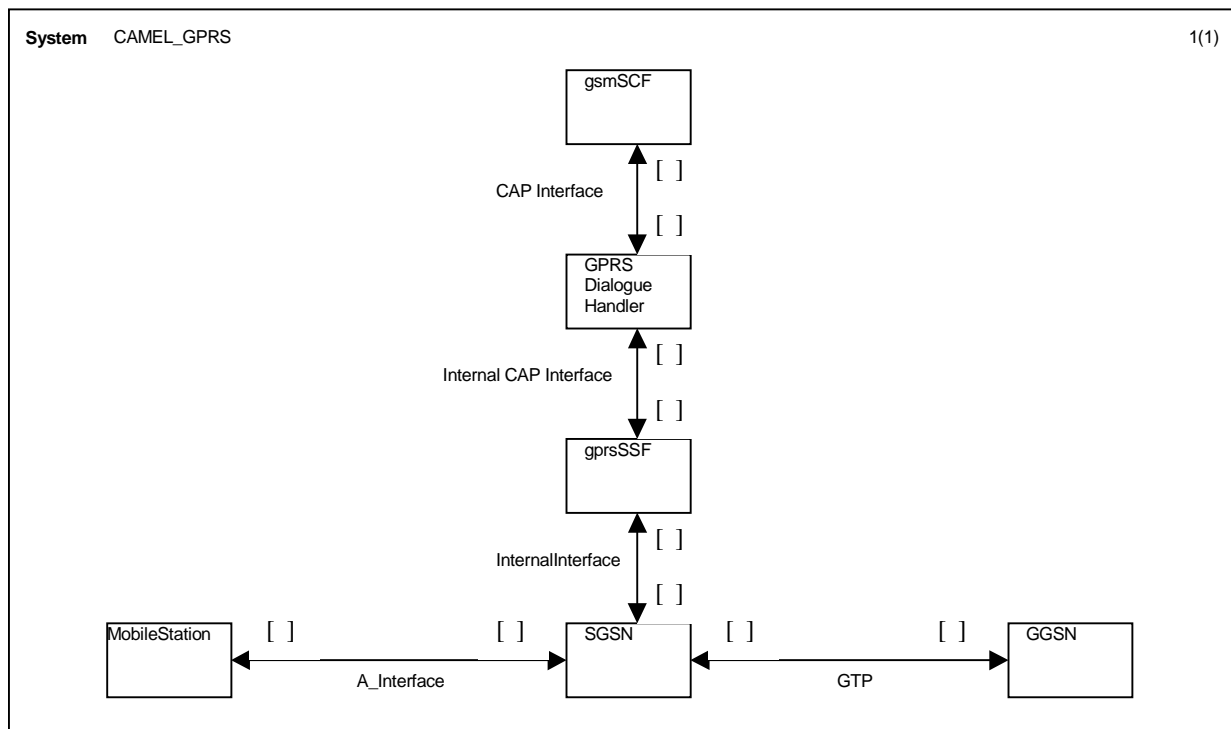 System CAMEL_GPRS 1(1)
gsmSCF
[ ]
CAP Interface
[ ]
GPRS
Dialogue
Handler
[ ]
Internal CAP Interface
[ ]
gprsSSF
[ ]
InternalInterface
[ ]
MobileStation [ ] [ ] SGSN [ ] [ ] GGSN
A_Interface GTP